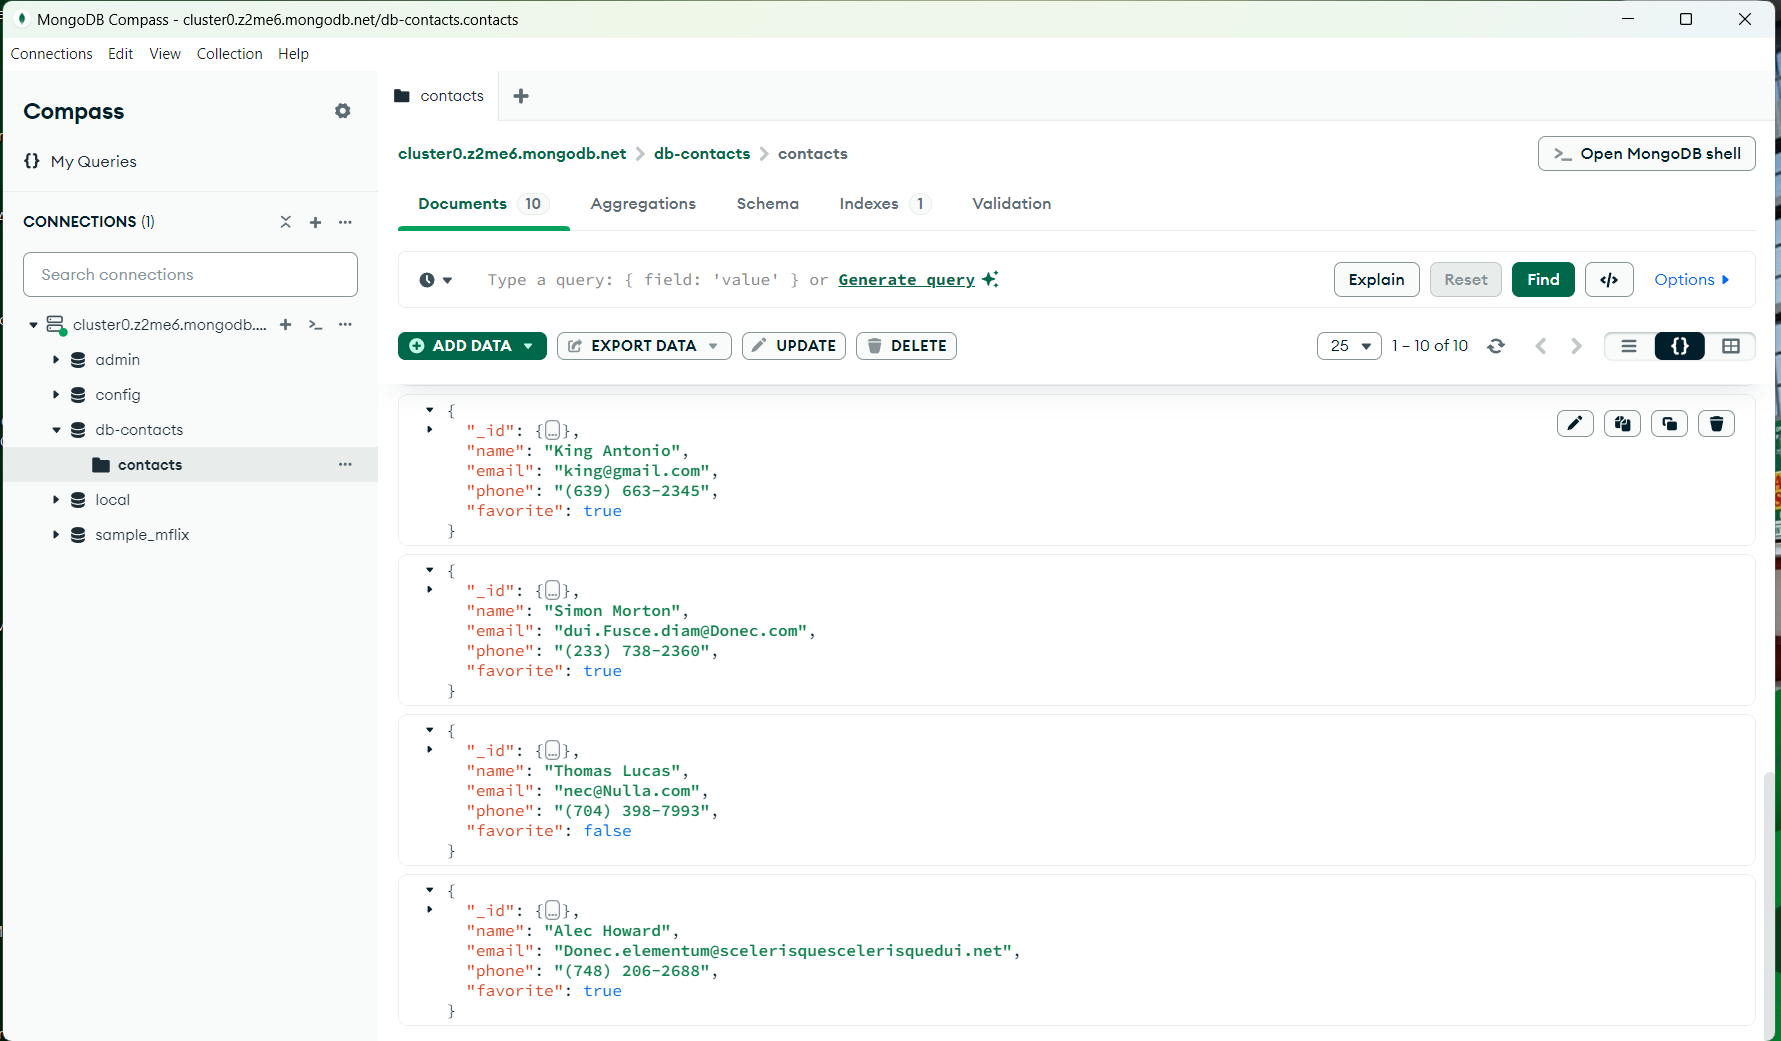 MongoDB Compass - cluster0.z2me6.mongodb.net/db-contacts.contacts
Connections Edit View Collection Help
Compass
{} My Queries
CONNECTIONS (1)
Search connections
cluster0.z2me6.mongodb....
admin
config
db-contacts
contacts
local
sample_mflix
contacts
cluster0.z2me6.mongodb.net > db-contacts > contacts
>_ Open MongoDB shell
Documents 10 Aggregations Schema Indexes 1 Validation
Type a query: { field: 'value' } or Generate query
Explain Reset Find </> Options
ADD DATA EXPORT DATA UPDATE DELETE
25 1 – 10 of 10 {}
{
"_id": {…},
"name": "King Antonio",
"email": "king@gmail.com",
"phone": "(639) 663-2345",
"favorite": true
}
{
"_id": {…},
"name": "Simon Morton",
"email": "dui.Fusce.diam@Donec.com",
"phone": "(233) 738-2360",
"favorite": true
}
{
"_id": {…},
"name": "Thomas Lucas",
"email": "nec@Nulla.com",
"phone": "(704) 398-7993",
"favorite": false
}
{
"_id": {…},
"name": "Alec Howard",
"email": "Donec.elementum@scelerisquescelerisquedui.net",
"phone": "(748) 206-2688",
"favorite": true
}